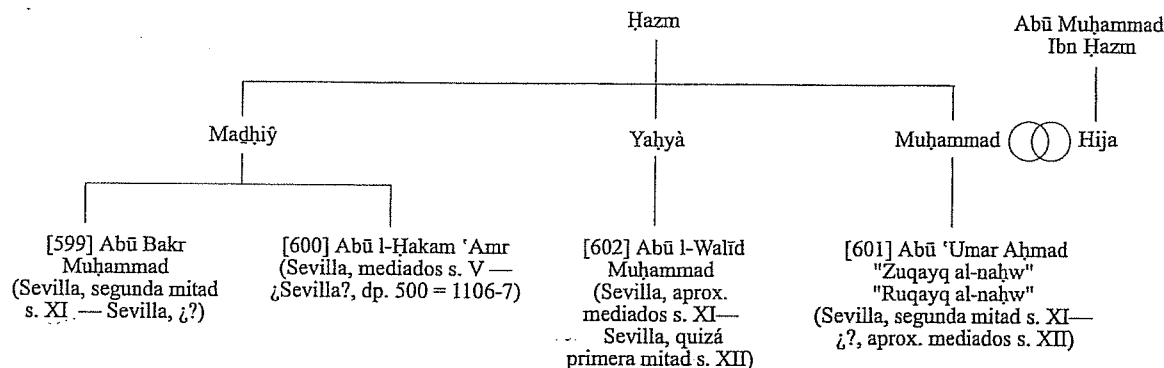 Ḥazm
Abū Muḥammad
Ibn Ḥazm
Maḏhiŷ
Yaḥyà
Muḥammad
Hija
[599] Abū Bakr
Muḥammad
(Sevilla, segunda mitad
s. XI — Sevilla, ¿?)
[600] Abū l-Ḥakam ʿAmr
(Sevilla, mediados s. V —
¿Sevilla?, dp. 500 = 1106-7)
[602] Abū l-Walīd
Muḥammad
(Sevilla, aprox.
mediados s. XI—
Sevilla, quizá
primera mitad s. XII)
[601] Abū ʿUmar Aḥmad
"Zuqayq al-naḥw"
"Ruqayq al-naḥw"
(Sevilla, segunda mitad s. XI—
¿?, aprox. mediados s. XII)